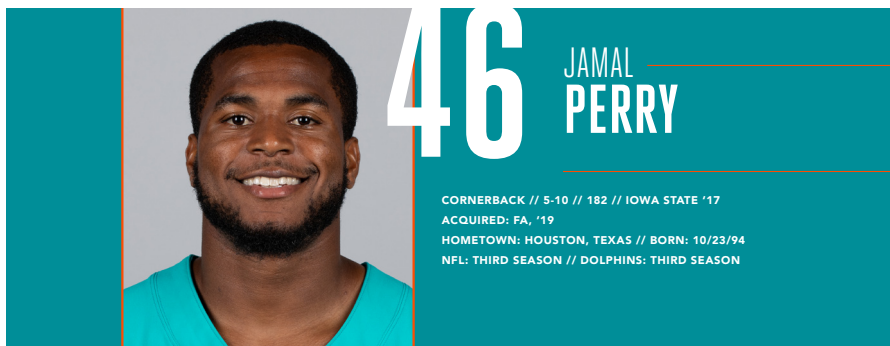 46
JAMAL
PERRY
CORNERBACK // 5-10 // 182 // IOWA STATE ‘17
ACQUIRED: FA, ‘19
HOMETOWN: HOUSTON, TEXAS // BORN: 10/23/94
NFL: THIRD SEASON // DOLPHINS: THIRD SEASON